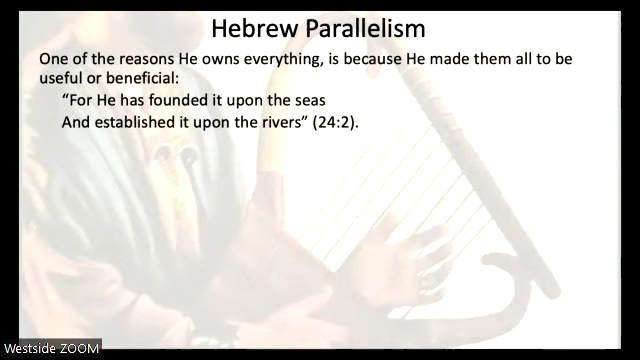 Hebrew Parallelism
One of the reasons He owns everything, is because He made them all to be
useful or beneficial:
“For He has founded it upon the seas
And established it upon the rivers” (24:2).
Westside ZOOM